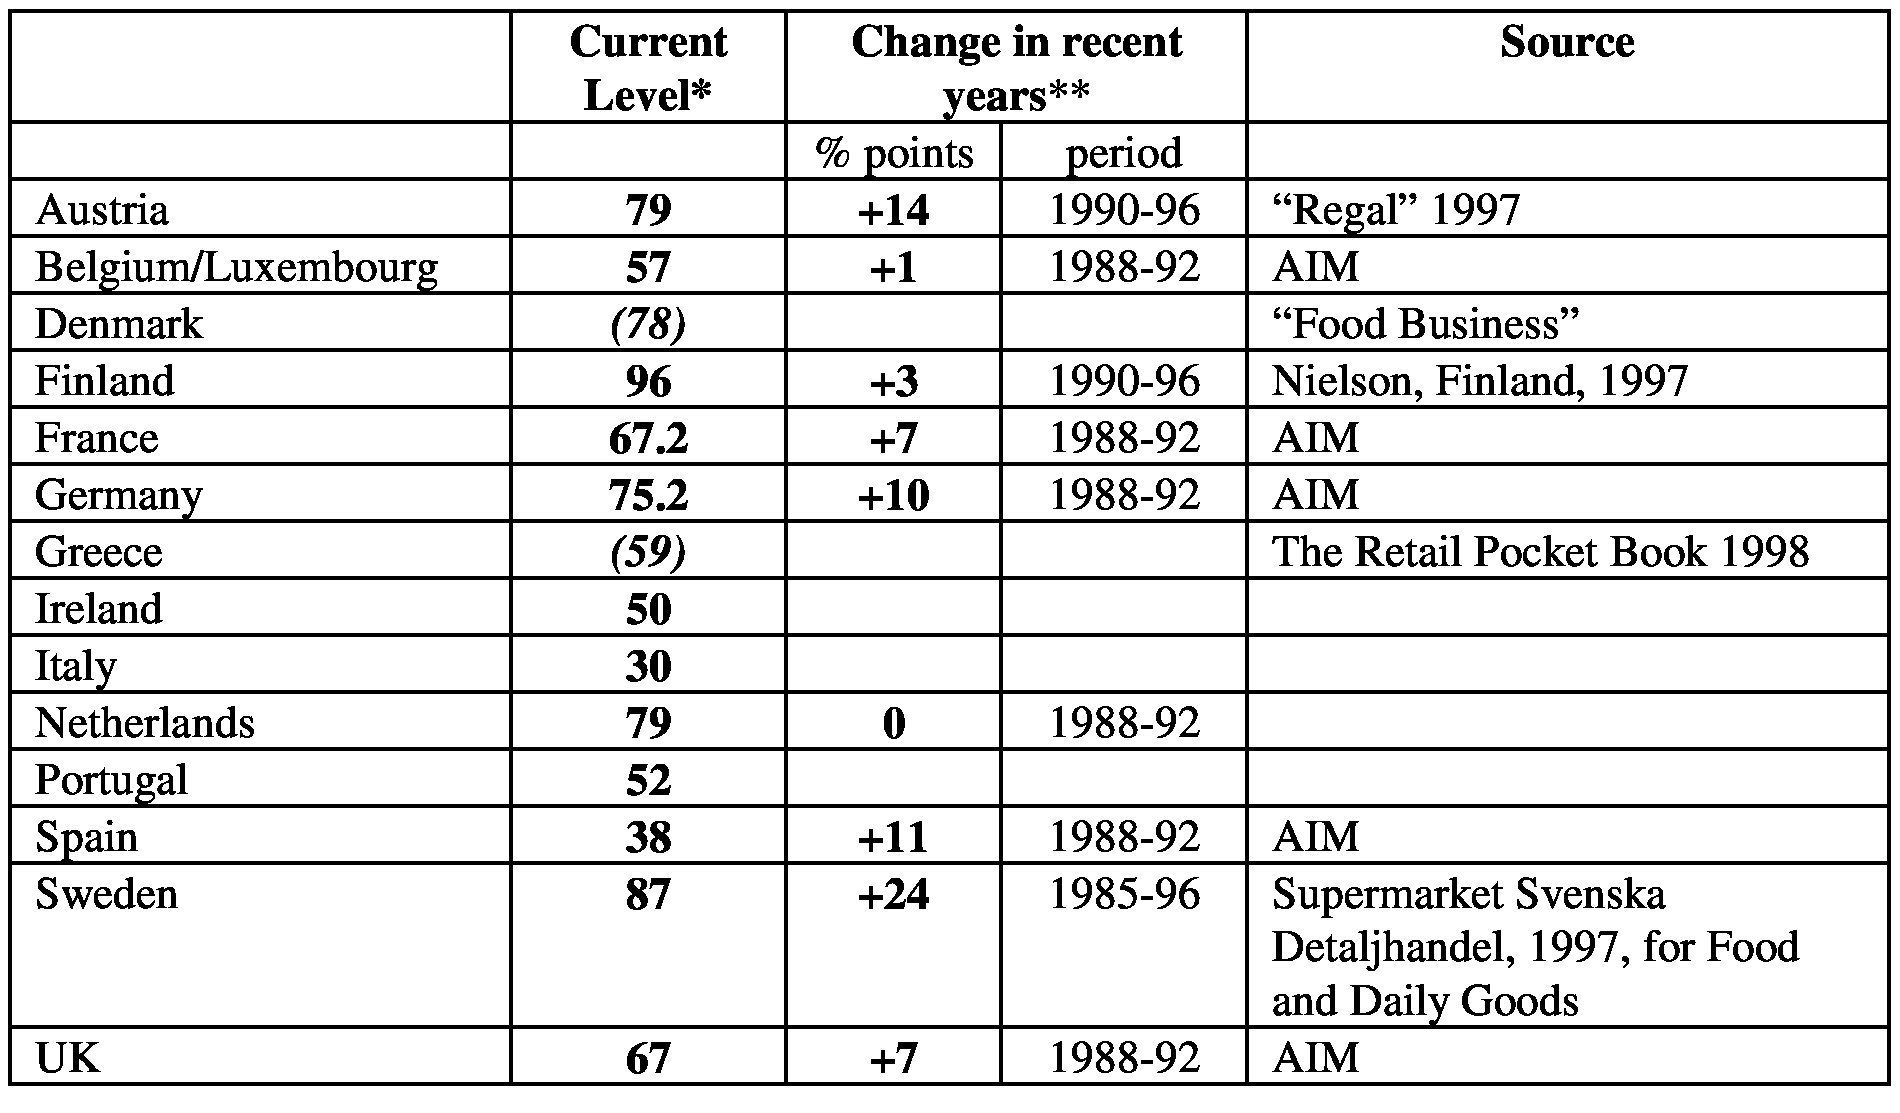 Current Level* Change in recent years** Source
% points period
Austria 79 +14 1990-96 “Regal” 1997
Belgium/Luxembourg 57 +1 1988-92 AIM
Denmark (78) “Food Business”
Finland 96 +3 1990-96 Nielson, Finland, 1997
France 67.2 +7 1988-92 AIM
Germany 75.2 +10 1988-92 AIM
Greece (59) The Retail Pocket Book 1998
Ireland 50
Italy 30
Netherlands 79 0 1988-92
Portugal 52
Spain 38 +11 1988-92 AIM
Sweden 87 +24 1985-96 Supermarket Svenska
Detaljhandel, 1997, for Food
and Daily Goods
UK 67 +7 1988-92 AIM